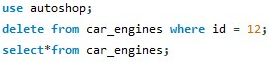 use autoshop;
delete from car_engines where id = 12;
select*from car_engines;